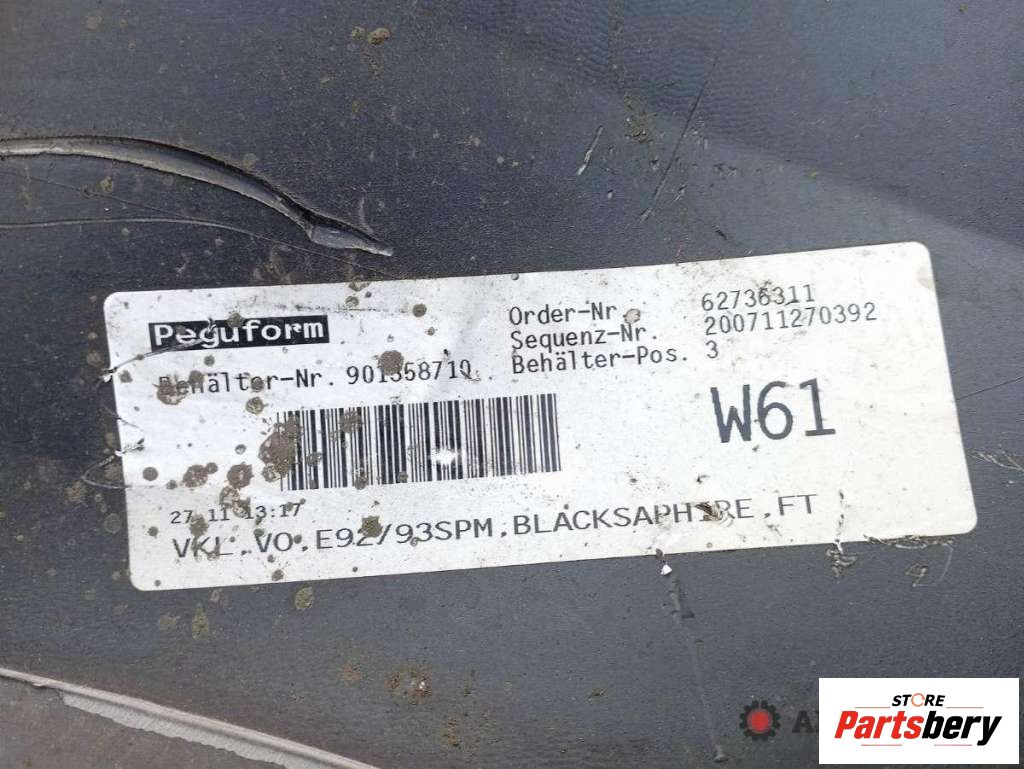 Peguform
Order-Nr. 62736311
Sequenz-Nr. 200711270392
Behälter-Nr. 901358710
Behälter-Pos. 3
W61
27 11 13:17
VKL.VO.E92/93SPM.BLACKSAPHIRE.FT
STORE
Partsbery